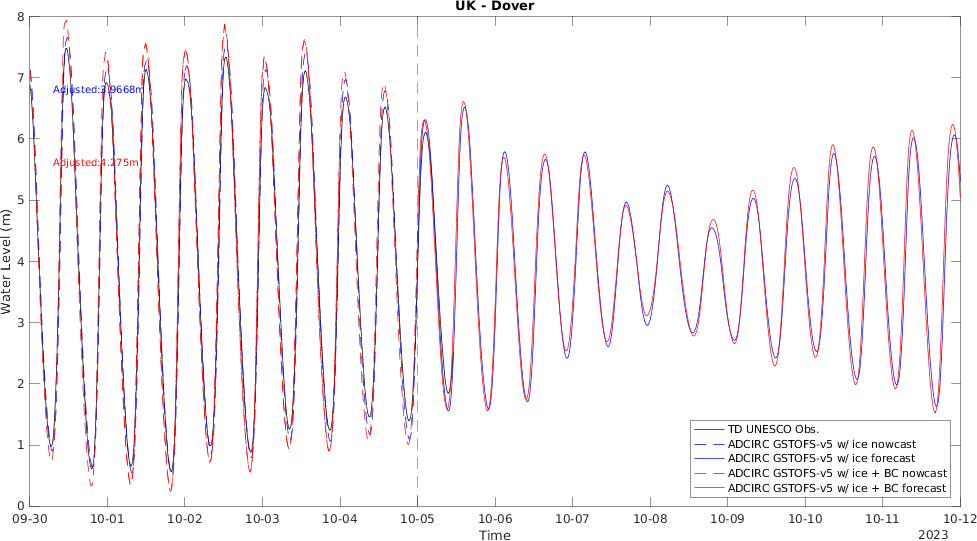 UK - Dover
8
7
6
5
4
3
2
1
0
Water Level (m)
Adjusted:3.9668m
Adjusted:4.275m
TD UNESCO Obs.
ADCIRC GSTOFS-v5 w/ ice nowcast
ADCIRC GSTOFS-v5 w/ ice forecast
ADCIRC GSTOFS-v5 w/ ice + BC nowcast
ADCIRC GSTOFS-v5 w/ ice + BC forecast
09-30 10-01 10-02 10-03 10-04 10-05 10-06 10-07 10-08 10-09 10-10 10-11 10-12
Time
2023